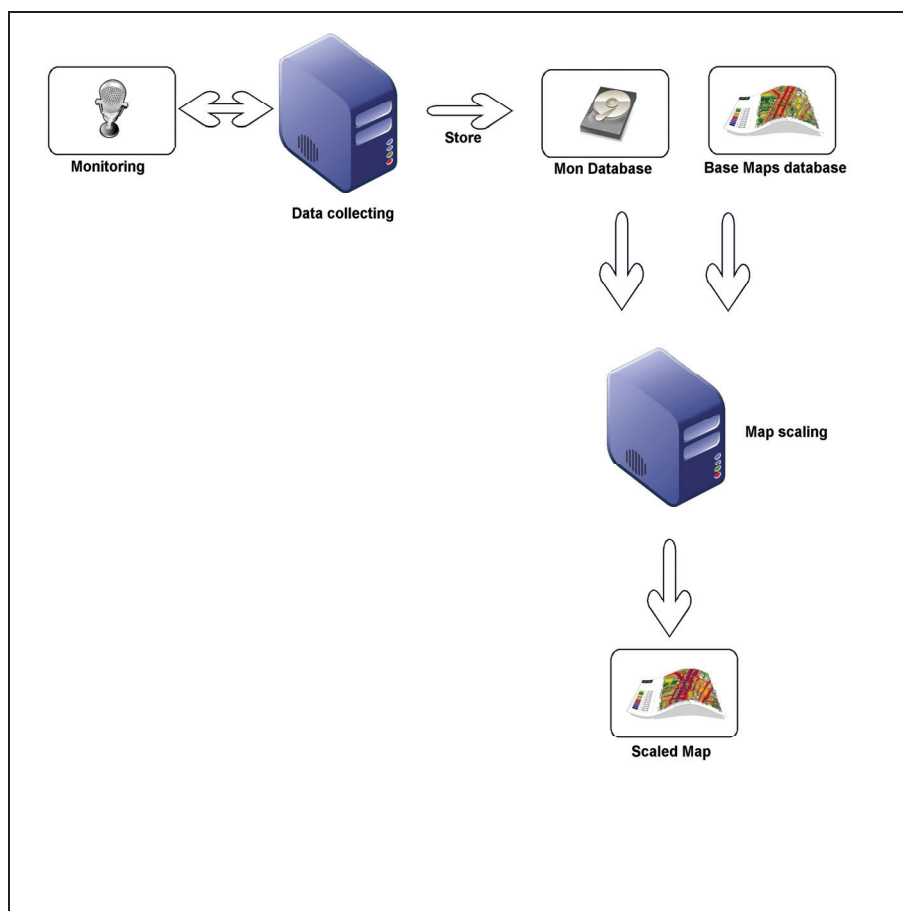 Monitoring
Data collecting
Store
Mon Database
Base Maps database
Map scaling
Scaled Map